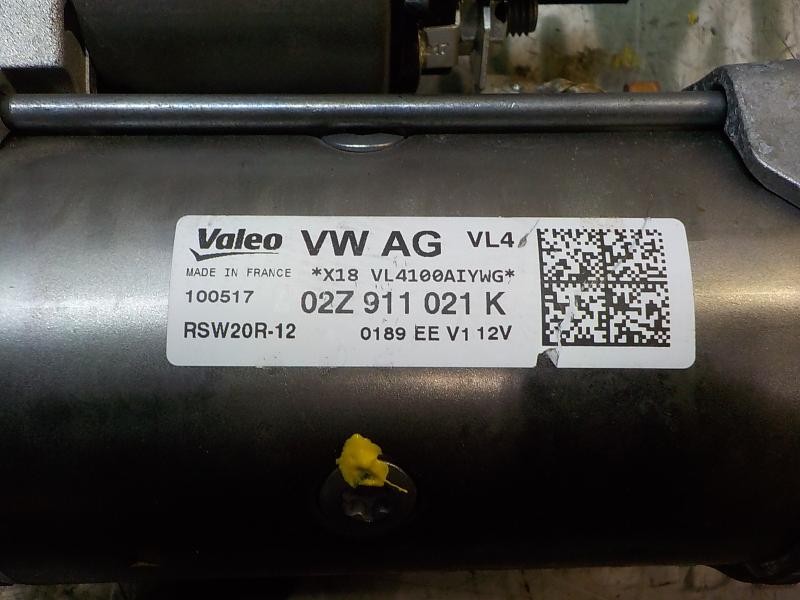 Valeo VW AG VL4
MADE IN FRANCE *X18 VL4100AIYWG*
100517 02Z 911 021 K
RSW20R-12 0189 EE V1 12V